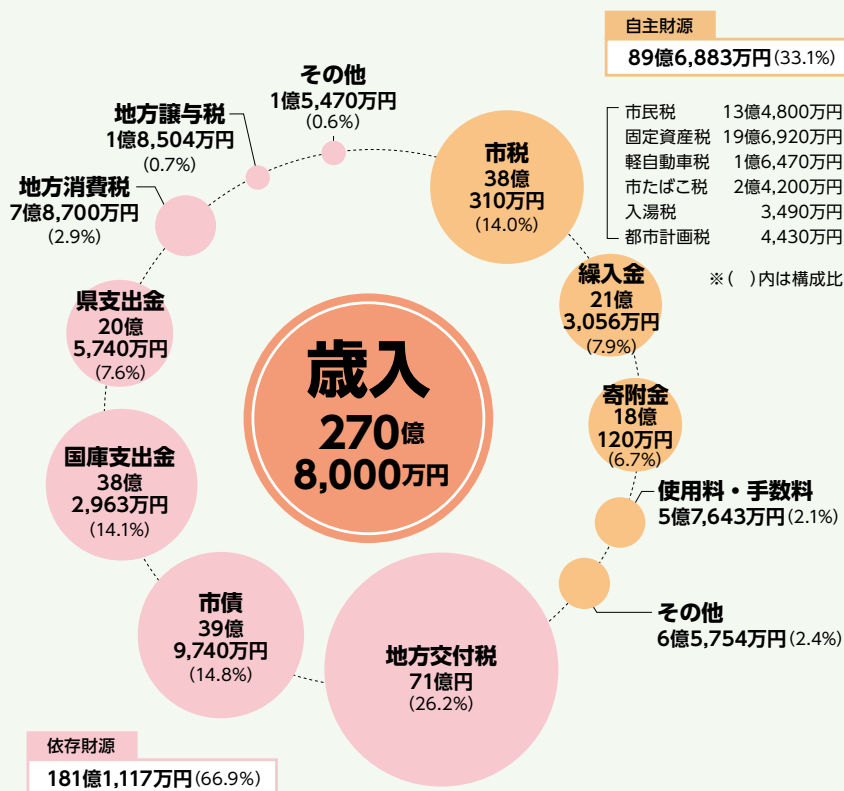 自主財源
89億6,883万円(33.1%)
市民税 13億4,800万円
固定資産税 19億6,920万円
軽自動車税 1億6,470万円
市たばこ税 2億4,200万円
入湯税 3,490万円
都市計画税 4,430万円
※( )内は構成比
歳入
270億
8,000万円
市税
38億
310万円
(14.0%)
繰入金
21億
3,056万円
(7.9%)
寄附金
18億
120万円
(6.7%)
使用料・手数料
5億7,643万円(2.1%)
その他
6億5,754万円(2.4%)
地方交付税
71億円
(26.2%)
市債
39億
9,740万円
(14.8%)
国庫支出金
38億
2,963万円
(14.1%)
県支出金
20億
5,740万円
(7.6%)
地方消費税
7億8,700万円
(2.9%)
地方譲与税
1億8,504万円
(0.7%)
その他
1億5,470万円
(0.6%)
依存財源
181億1,117万円(66.9%)